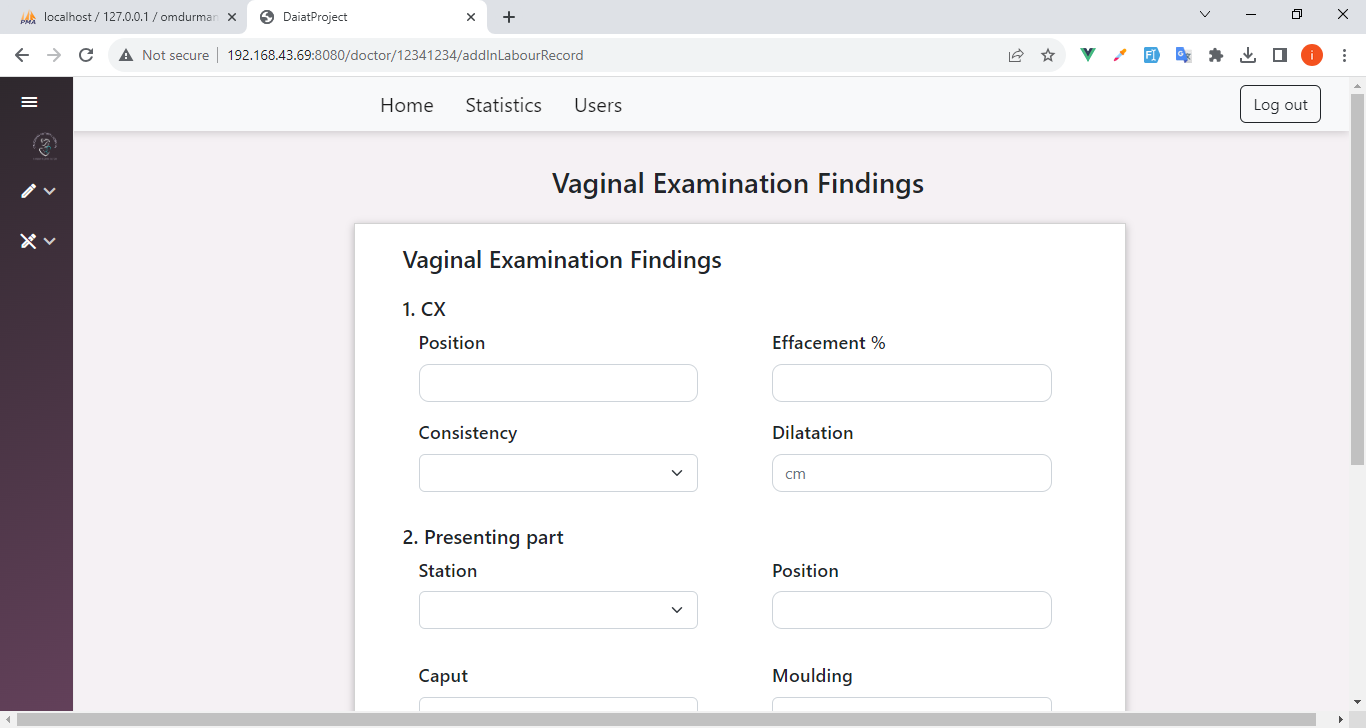 localhost / 127.0.0.1 / omdurman
DaiatProject
Not secure 192.168.43.69:8080/doctor/12341234/addInLabourRecord
Home Statistics Users Log out
Vaginal Examination Findings
Vaginal Examination Findings
1. CX
Position Effacement %
Consistency Dilatation
cm
2. Presenting part
Station Position
Caput Moulding